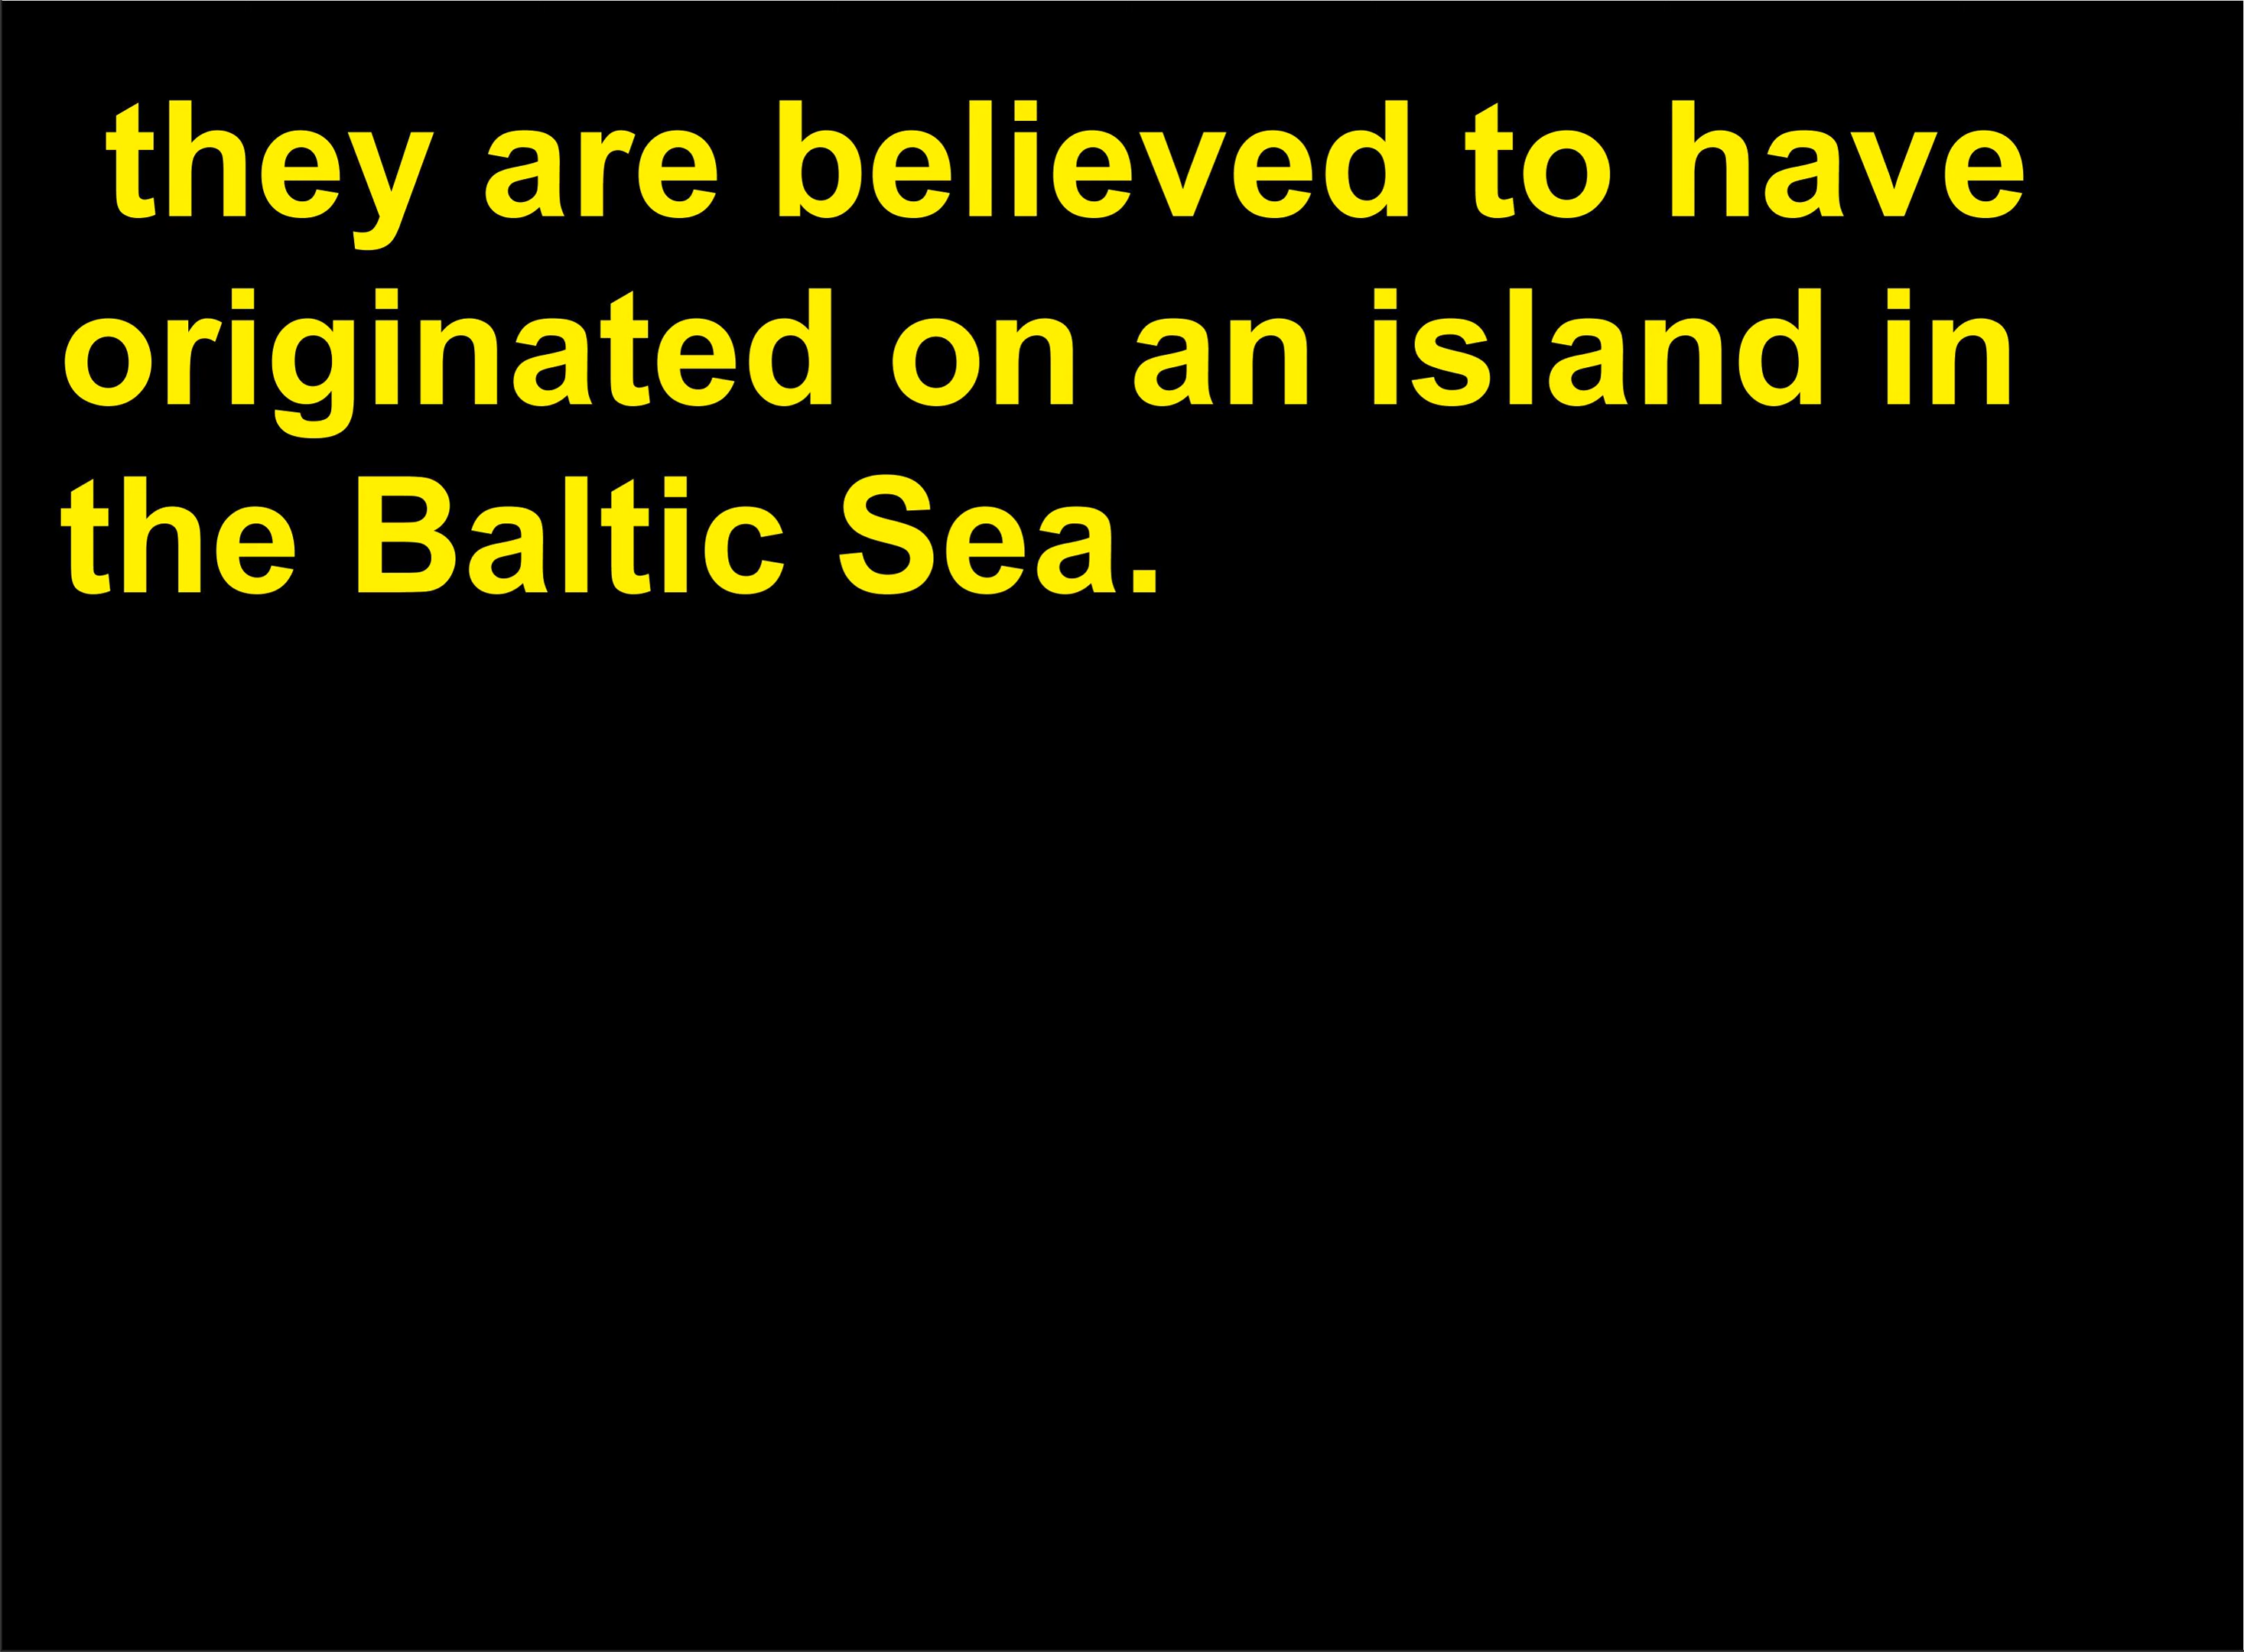 they are believed to have
originated on an island in
the Baltic Sea.